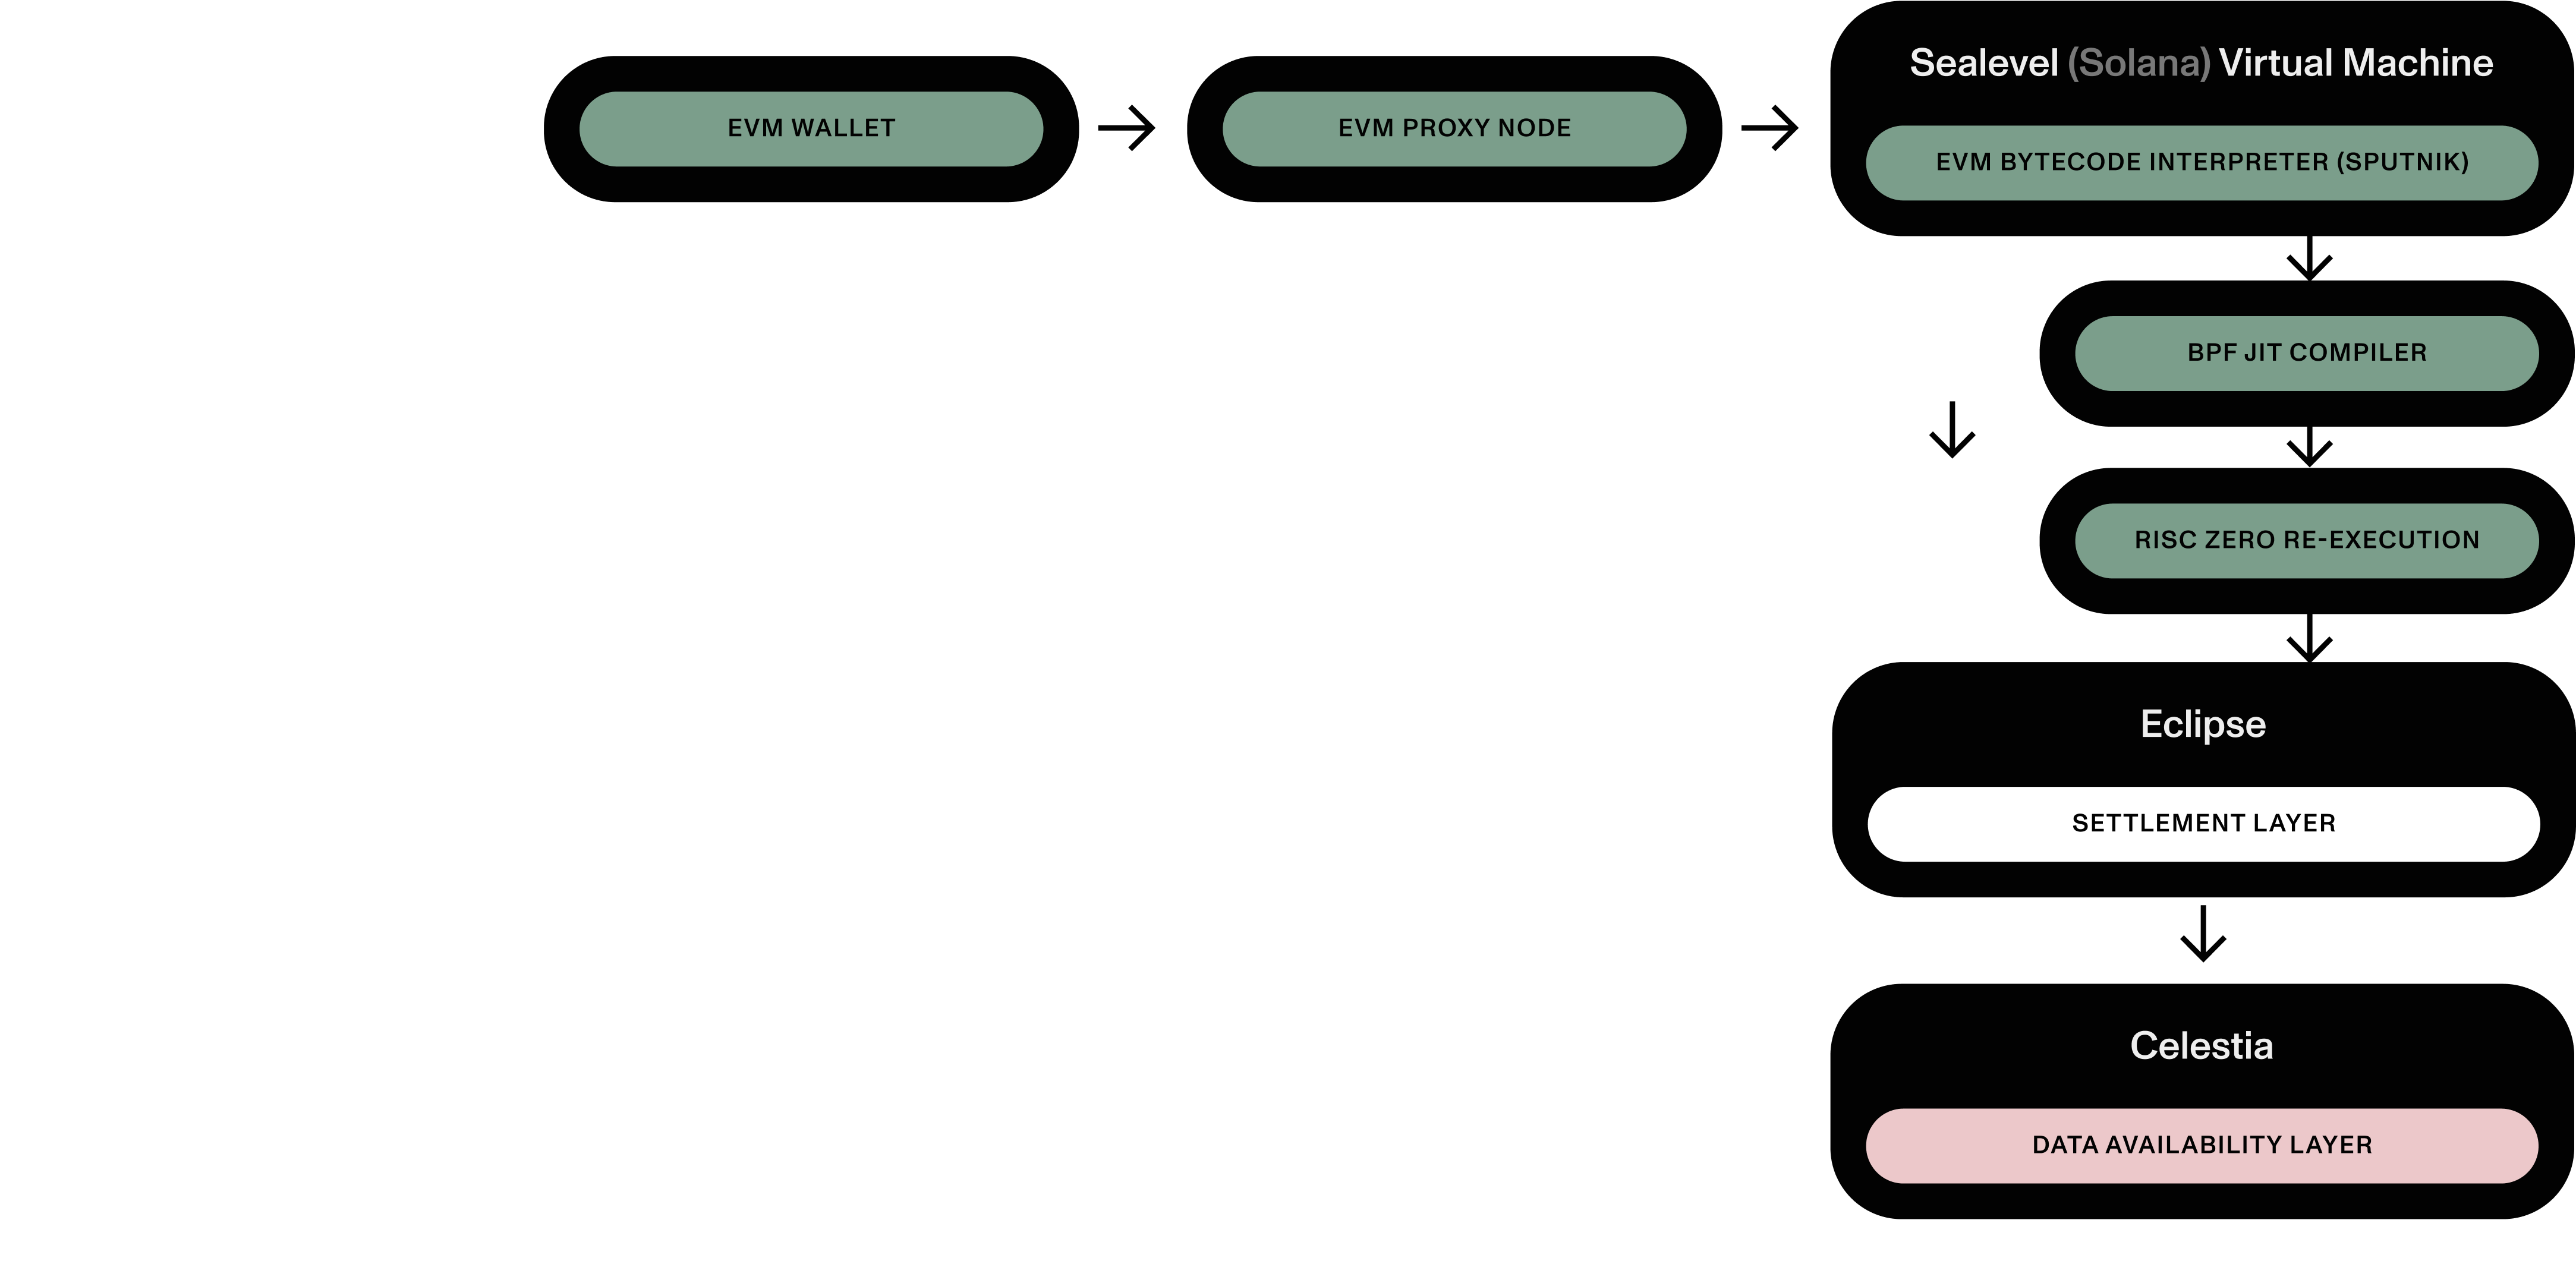 EVM WALLET
EVM PROXY NODE
Sealevel (Solana) Virtual Machine
EVM BYTECODE INTERPRETER (SPUTNIK)
BPF JIT COMPILER
RISC ZERO RE-EXECUTION
Eclipse
SETTLEMENT LAYER
Celestia
DATA AVAILABILITY LAYER